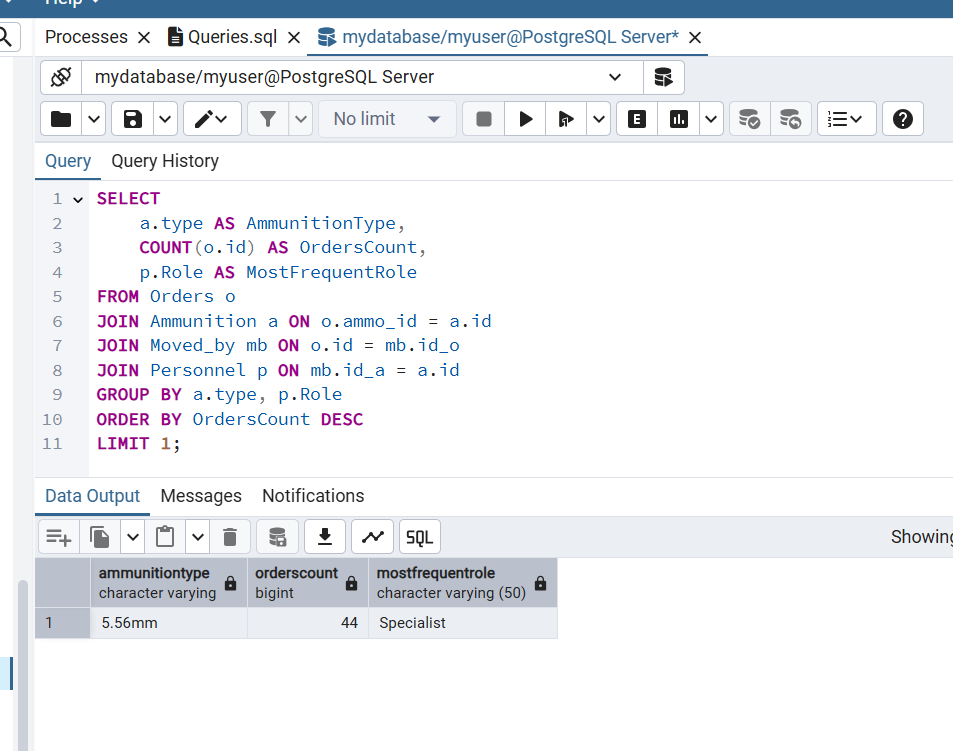 Help
Processes
Queries.sql
mydatabase/myuser@PostgreSQL Server*
mydatabase/myuser@PostgreSQL Server
No limit
E
Query
Query History
1 SELECT
2 a.type AS AmmunitionType,
3 COUNT(o.id) AS OrdersCount,
4 p.Role AS MostFrequentRole
5 FROM Orders o
6 JOIN Ammunition a ON o.ammo_id = a.id
7 JOIN Moved_by mb ON o.id = mb.id_o
8 JOIN Personnel p ON mb.id_a = a.id
9 GROUP BY a.type, p.Role
10 ORDER BY OrdersCount DESC
11 LIMIT 1;
Data Output
Messages
Notifications
SQL
Showing
ammunitiontype
character varying
orderscount
bigint
mostfrequentrole
character varying (50)
1 5.56mm 44 Specialist